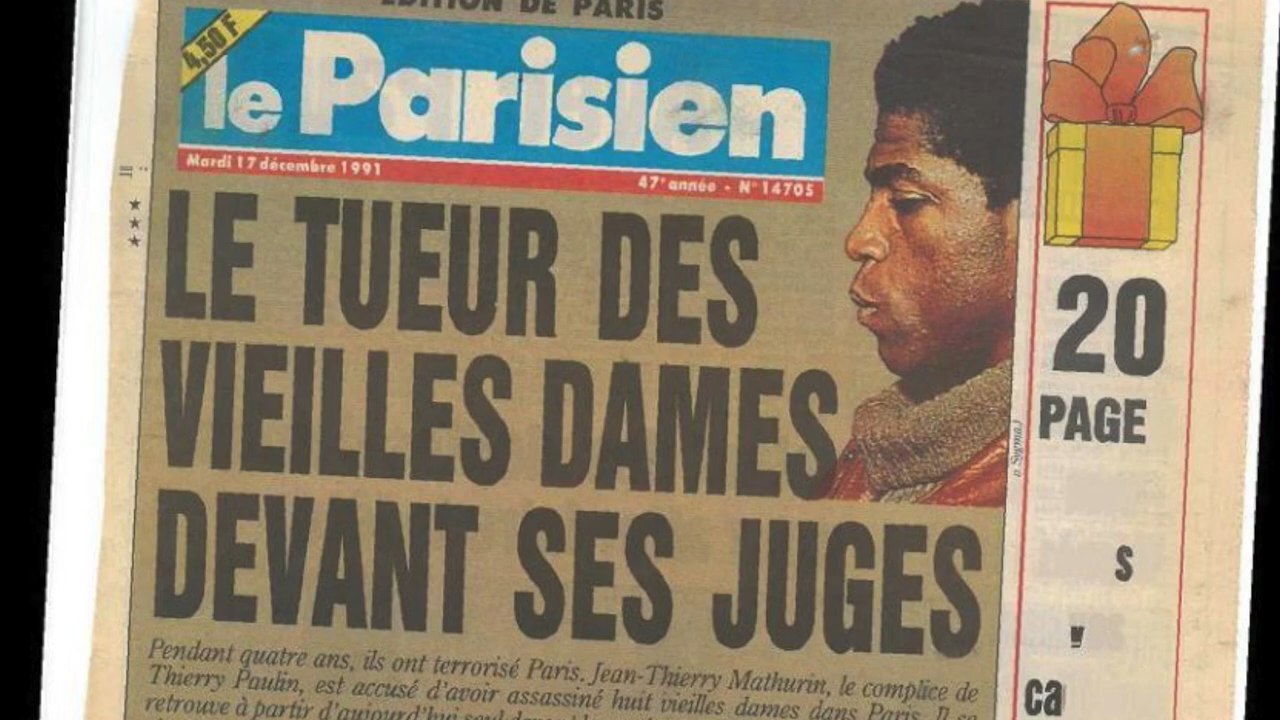 EDITION DE PARIS
4,50 F
le Parisien
Mardi 17 décembre 1991
47e année - N° 14705
LE TUEUR DES
VIEILLES DAMES
DEVANT SES JUGES
Pendant quatre ans, ils ont terrorisé Paris. Jean-Thierry Mathurin, le complice de
Thierry Paulin, est accusé d'avoir assassiné huit vieilles dames dans Paris. Il se
retrouve à partir d'aujourd'hui seul
20
PAGE
s
ca